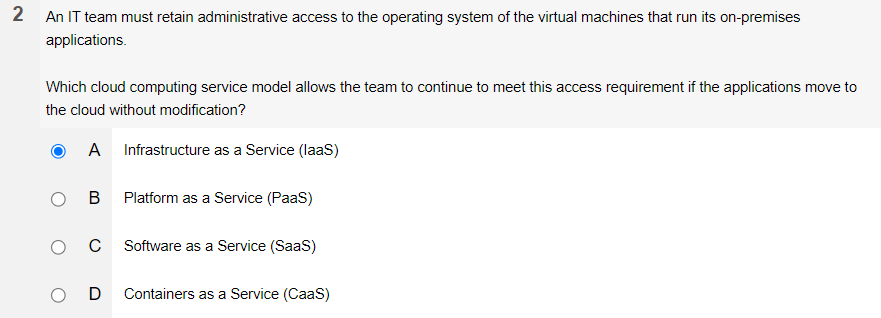 2 An IT team must retain administrative access to the operating system of the virtual machines that run its on-premises
applications.
Which cloud computing service model allows the team to continue to meet this access requirement if the applications move to
the cloud without modification?
A Infrastructure as a Service (IaaS)
B Platform as a Service (PaaS)
C Software as a Service (SaaS)
D Containers as a Service (CaaS)